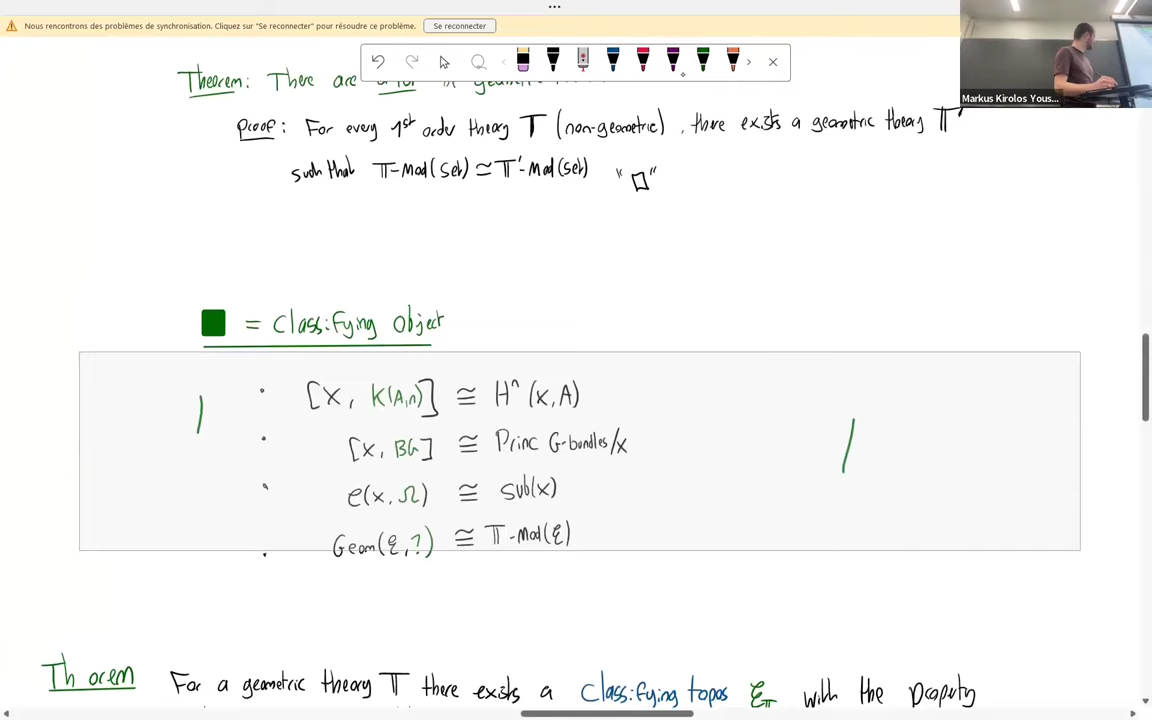 Nous rencontrons des problèmes de synchronisation. Cliquez sur "Se reconnecter" pour résoudre ce problème. Se reconnecter
Markus Kirolos Yous...
Theorem: There are
Proof: For every 1st order theory T (non-geometric), there exists a geometric theory T'
such that T-Mod(Set) ≃ T'-Mod(Set) "□"
= Classifying object
• [X, K(A,n)] ≅ Hⁿ(X,A)
• [X, BG] ≅ Princ G-bundles/X
• e(x, Ω) ≅ sub(x)
• Geom(ℰ,?) ≅ T-Mod(ℰ)
Th orem For a geometric theory T there exists a Classifying topos ℰ_T with the property